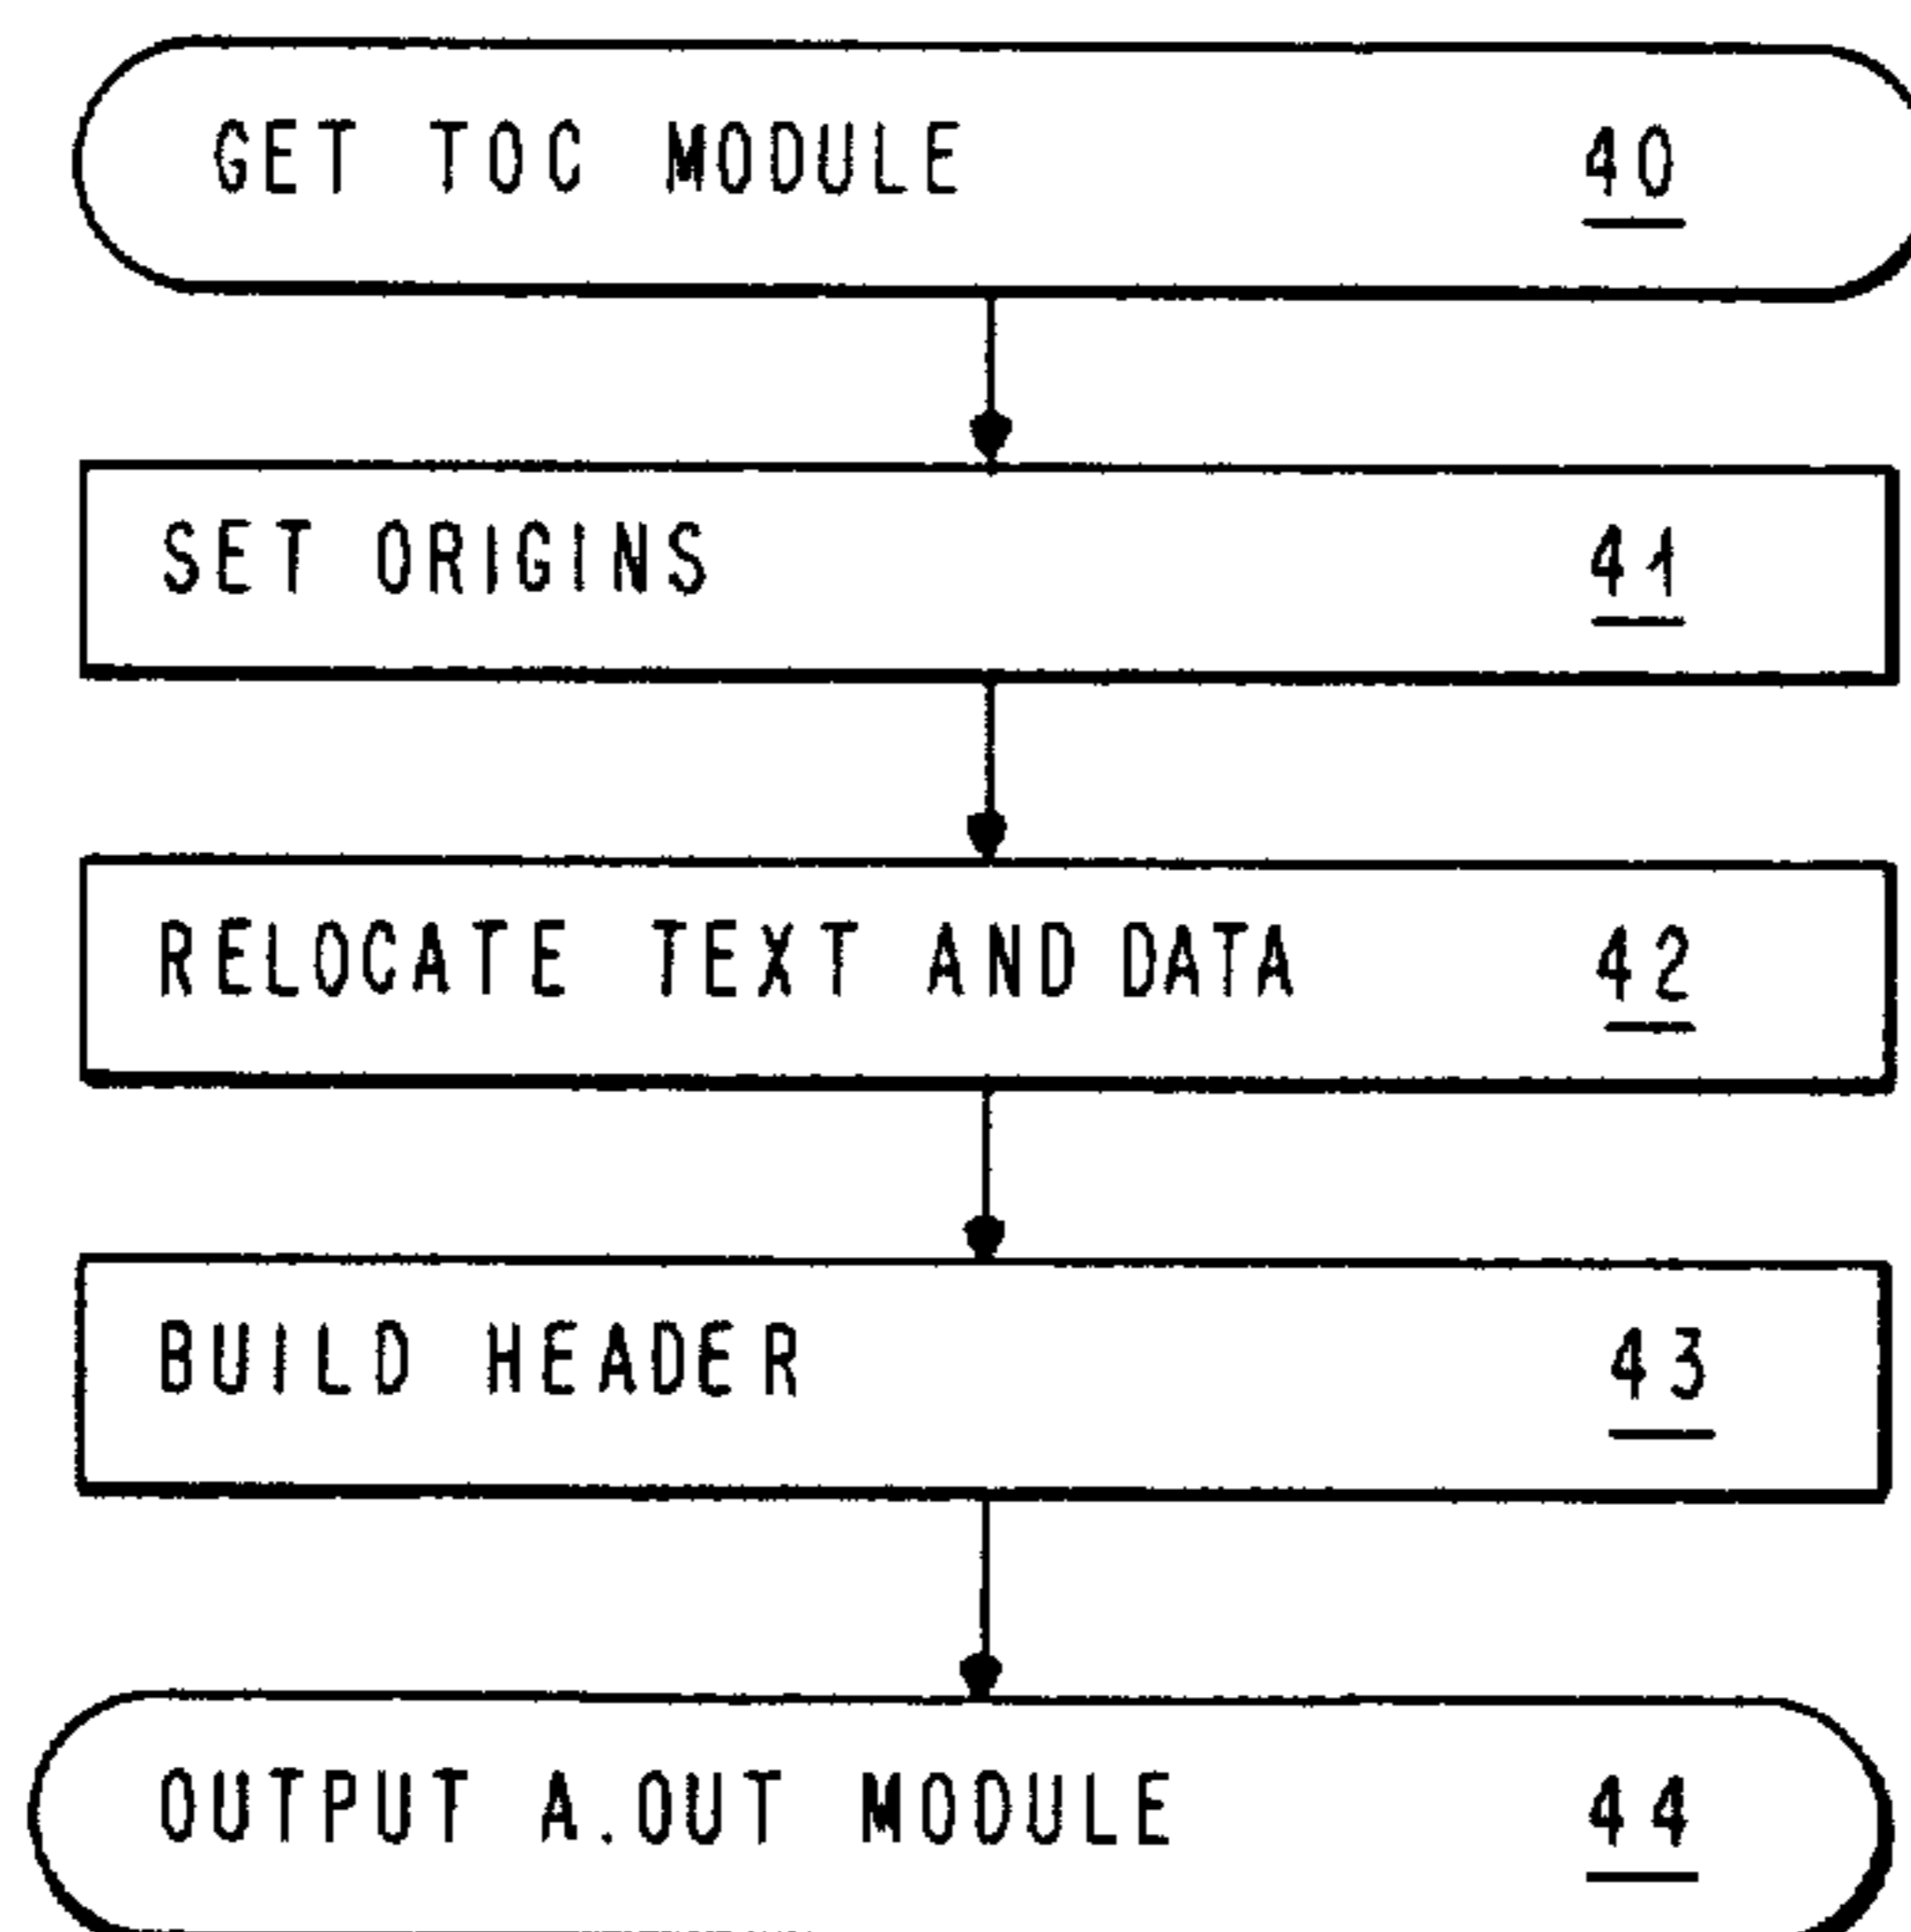 GET TOC MODULE 40
SET ORIGINS 41
RELOCATE TEXT AND DATA 42
BUILD HEADER 43
OUTPUT A.OUT MODULE 44